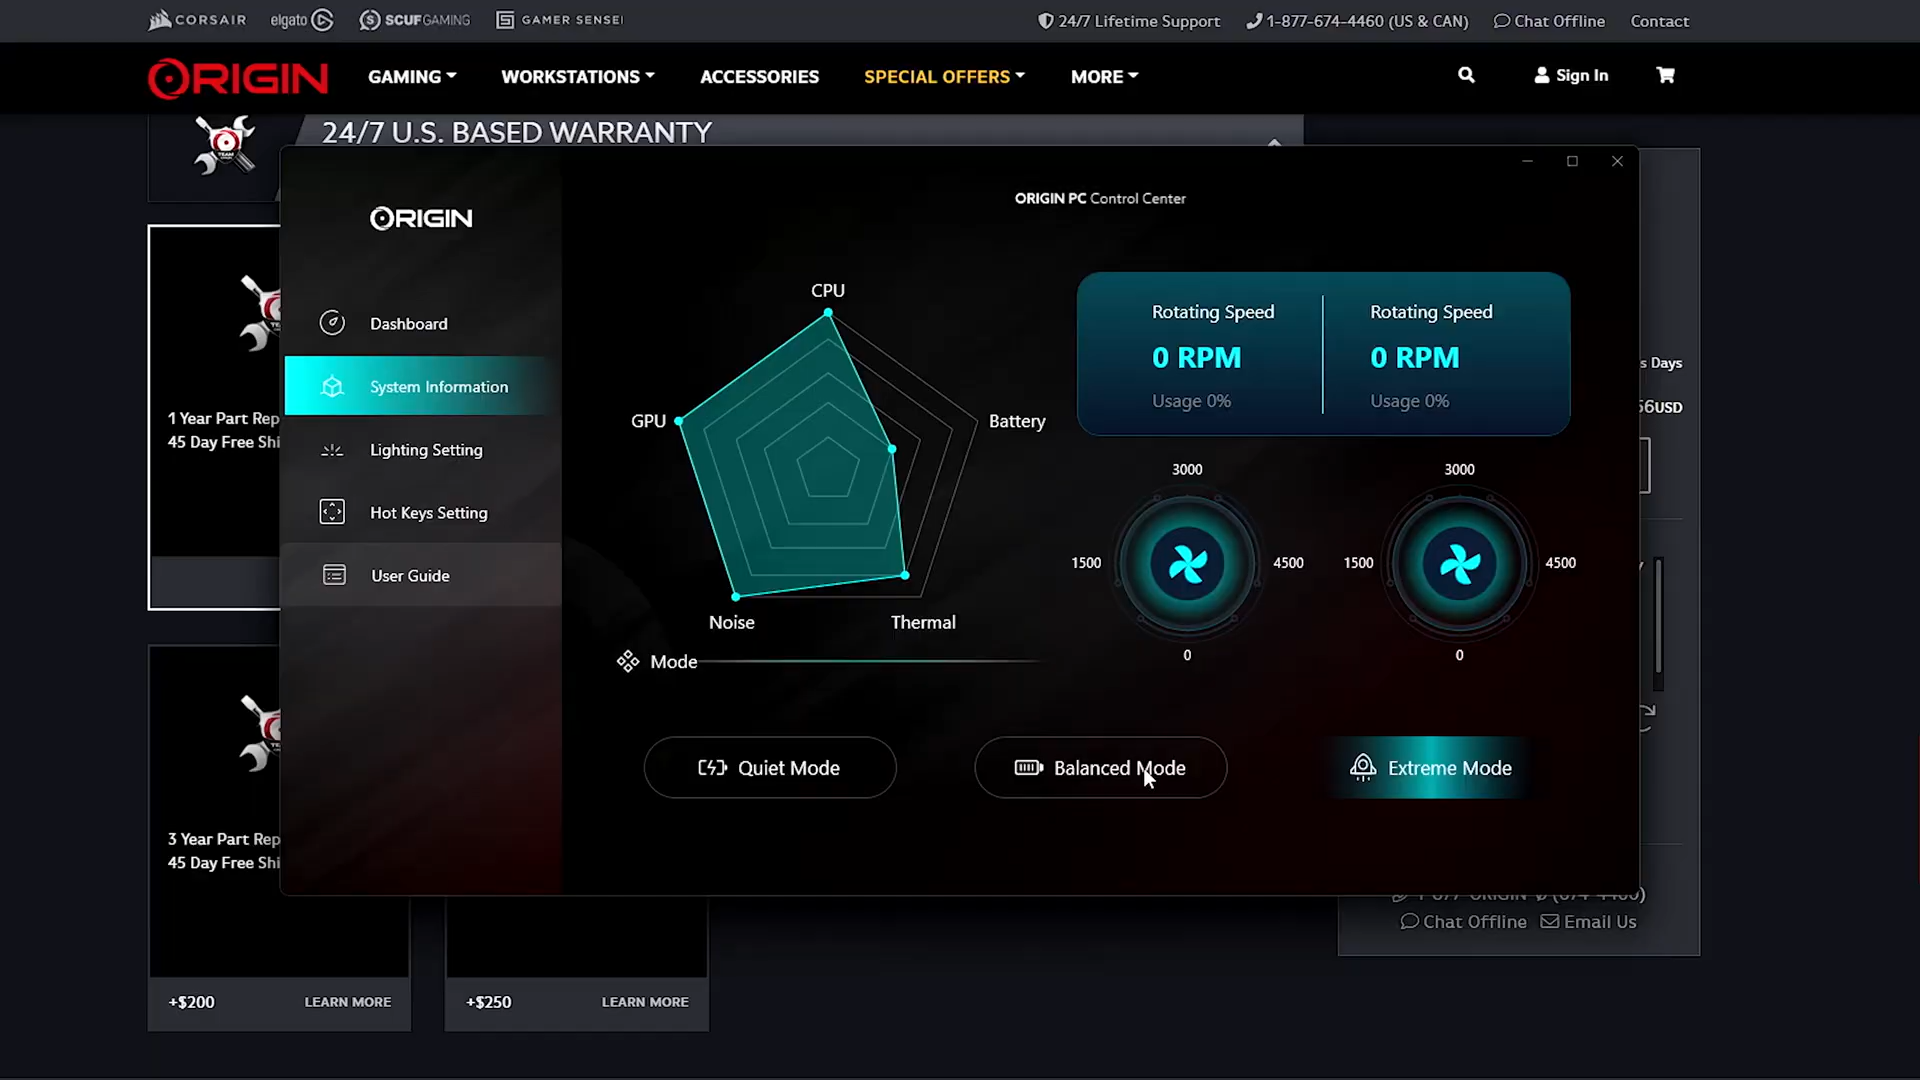 CORSAIR
elgato
SCUF GAMING
GAMER SENSEI
24/7 Lifetime Support
1-877-674-4460 (US & CAN)
Chat Offline
Contact
ORIGIN
GAMING
WORKSTATIONS
ACCESSORIES
SPECIAL OFFERS
MORE
Sign In
24/7 U.S. BASED WARRANTY
ORIGIN
ORIGIN PC Control Center
Dashboard
System Information
Lighting Setting
Hot Keys Setting
User Guide
CPU
GPU
Battery
Noise
Thermal
Rotating Speed
0 RPM
Usage 0%
Rotating Speed
0 RPM
Usage 0%
3000
1500
4500
0
3000
1500
4500
0
Mode
Quiet Mode
Balanced Mode
Extreme Mode
1 Year Part Rep
45 Day Free Shi
s Days
56USD
3 Year Part Rep
45 Day Free Shi
+$200
LEARN MORE
+$250
LEARN MORE
Chat Offline
Email Us